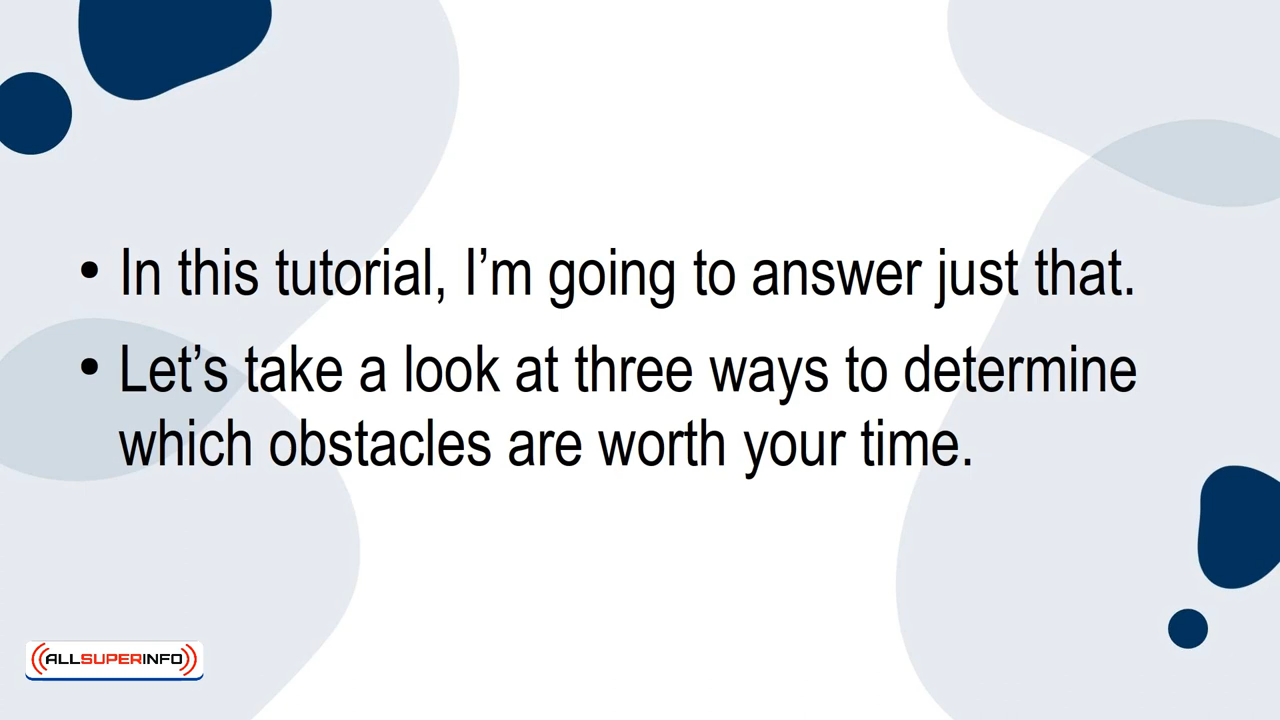 • In this tutorial, I’m going to answer just that.
• Let’s take a look at three ways to determine
which obstacles are worth your time.
ALLSUPERINFO